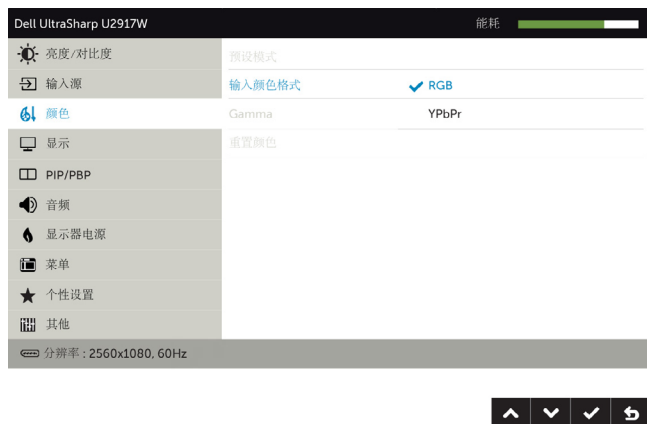 Dell UltraSharp U2917W 能耗
亮度/对比度 预设模式
输入源 输入颜色格式 RGB
颜色 Gamma YPbPr
显示 重置颜色
PIP/PBP
音频
显示器电源
菜单
个性设置
其他
分辨率 : 2560x1080, 60Hz